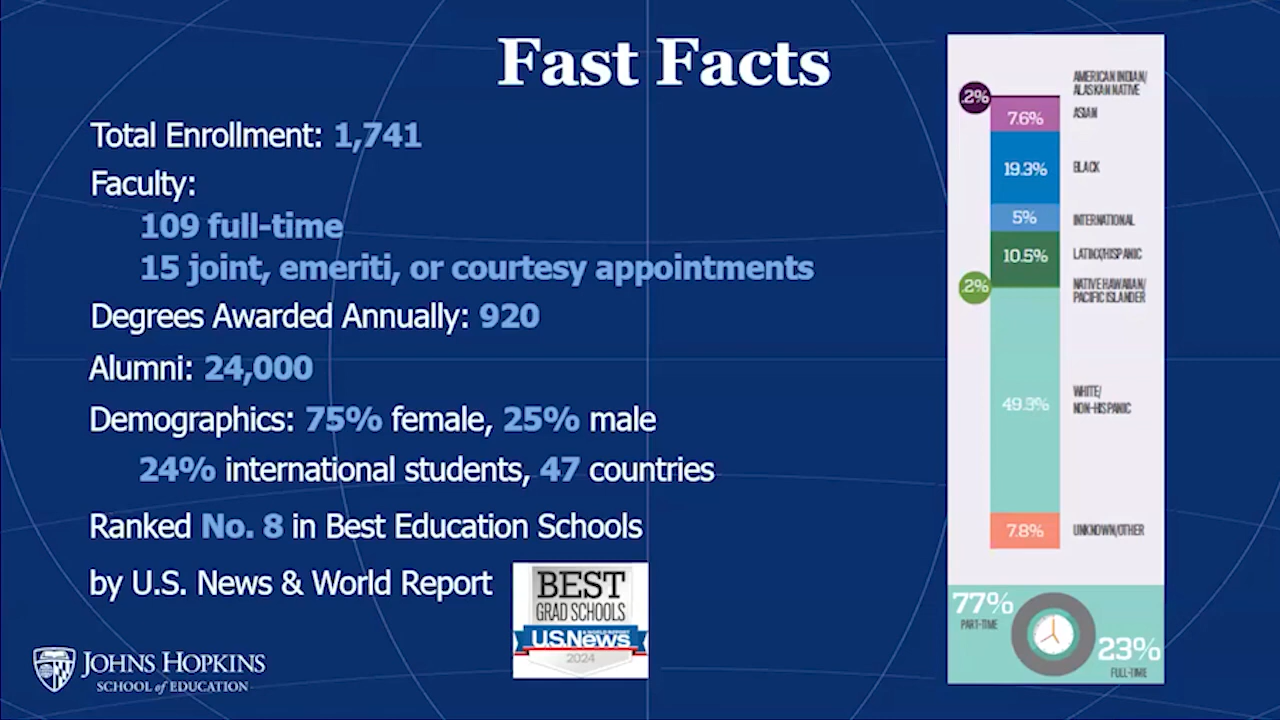 Fast Facts
Total Enrollment: 1,741
Faculty:
109 full-time
15 joint, emeriti, or courtesy appointments
Degrees Awarded Annually: 920
Alumni: 24,000
Demographics: 75% female, 25% male
24% international students, 47 countries
Ranked No. 8 in Best Education Schools
by U.S. News & World Report
BEST
GRAD SCHOOLS
U.S.News
& WORLD REPORT
2024
JOHNS HOPKINS
SCHOOL of EDUCATION
AMERICAN INDIAN/
ALASKAN NATIVE
.2%
7.6% ASIAN
19.3% BLACK
5% INTERNATIONAL
10.5% LATINX/HISPANIC
.2% NATIVE HAWAIIAN/
PACIFIC ISLANDER
49.3% WHITE/
NON-HISPANIC
7.8% UNKNOWN/OTHER
77%
PART-TIME
23%
FULL-TIME